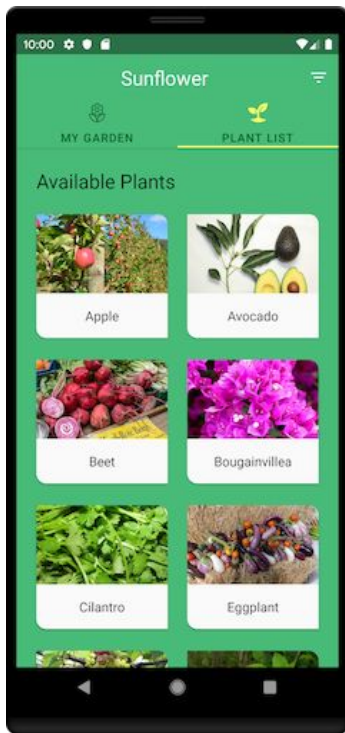 10:00
Sunflower
MY GARDEN
PLANT LIST
Available Plants
Apple
Avocado
Beet
Bougainvillea
Cilantro
Eggplant